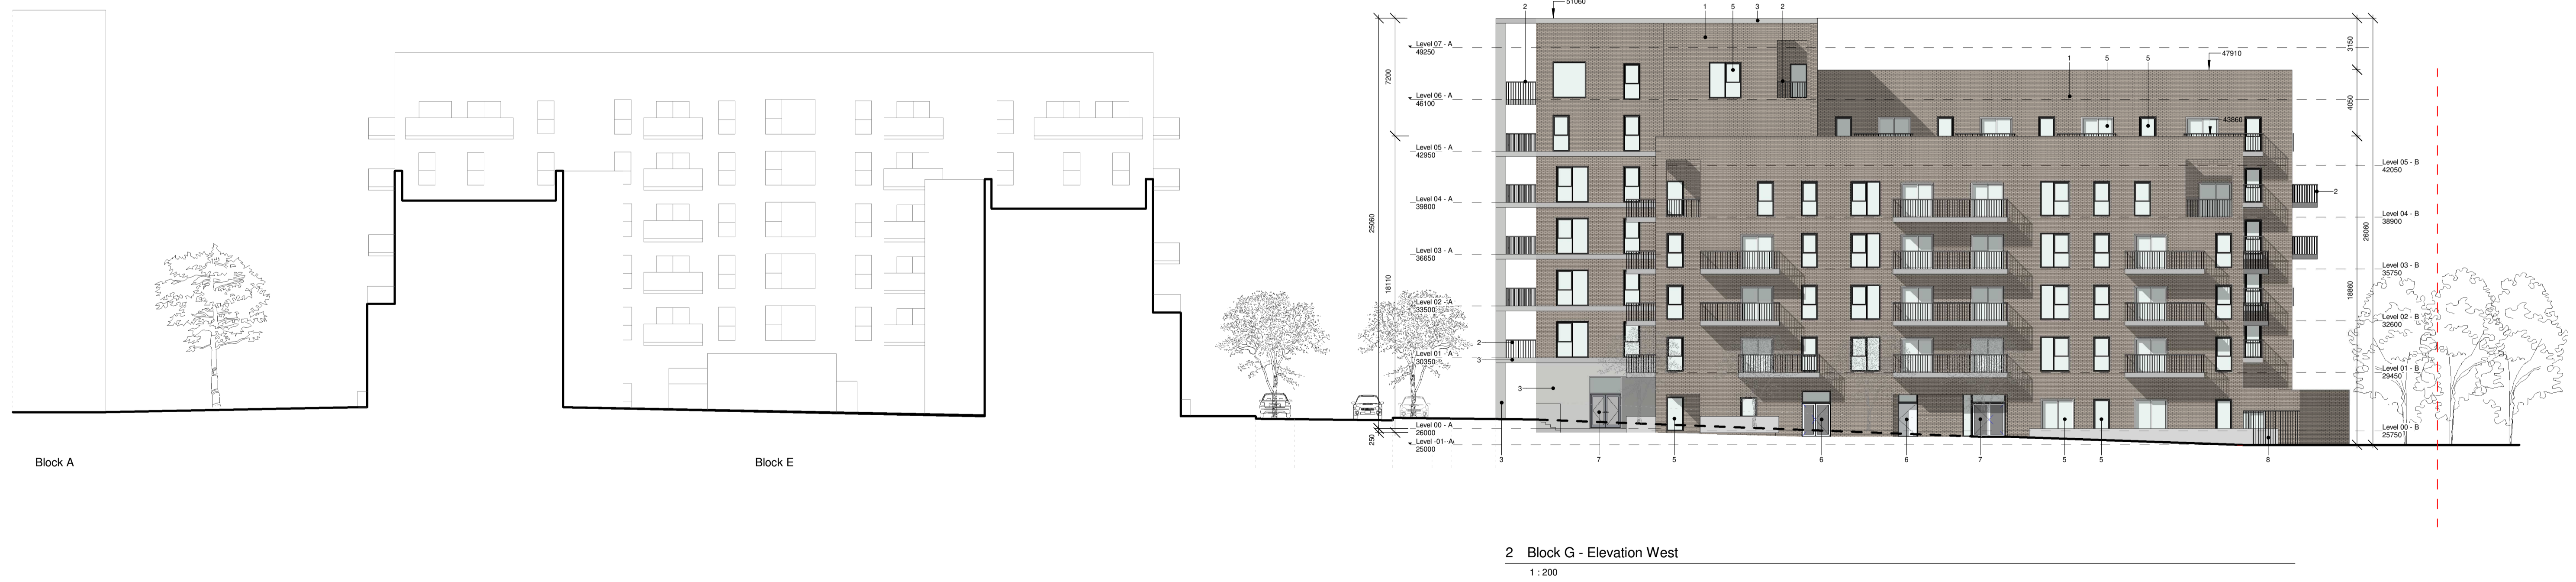 51060
2
1
5
3
2
Level 07 - A
49250
3150
47910
1
5
5
7200
Level 06 - A
46100
4050
43860
Level 05 - A
42950
Level 05 - B
42050
2
Level 04 - A
39800
Level 04 - B
38900
25060
26060
Level 03 - A
36650
Level 03 - B
35750
18110
18860
Level 02 - A
33500
Level 02 - B
32600
2
Level 01 - A
30350
3
Level 01 - B
29450
3
Level 00 - A
26000
Level 00 - B
25750
250
Level -01- A
25000
3
7
5
6
6
7
5
5
8
Block A
Block E
2 Block G - Elevation West
1 : 200